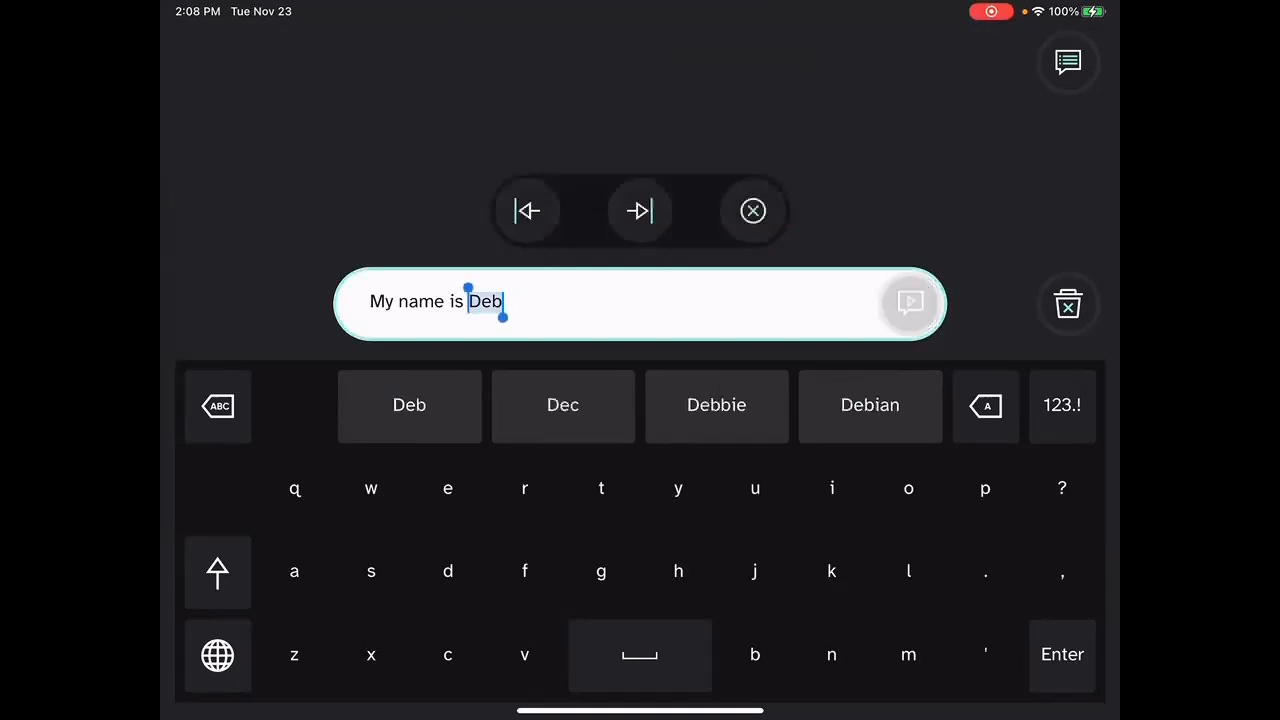 2:08 PM Tue Nov 23
100%
My name is Deb
ABC Deb Dec Debbie Debian A 123.!
q w e r t y u i o p ?
a s d f g h j k l . ,
z x c v b n m ' Enter